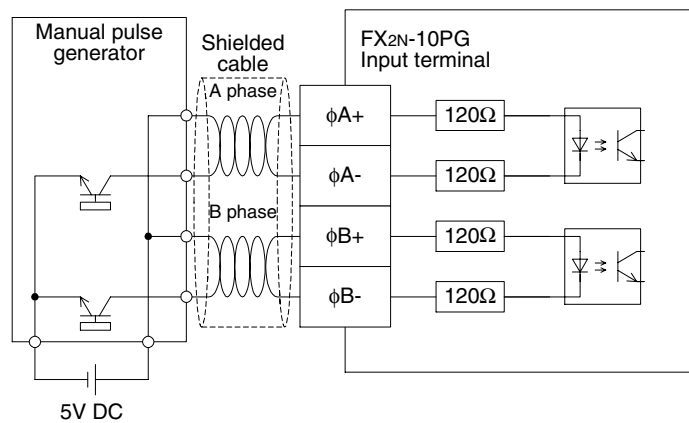 Manual pulse
generator
Shielded
cable
FX2N-10PG
Input terminal
A phase
ϕA+
120Ω
ϕA-
120Ω
B phase
ϕB+
120Ω
ϕB-
120Ω
5V DC